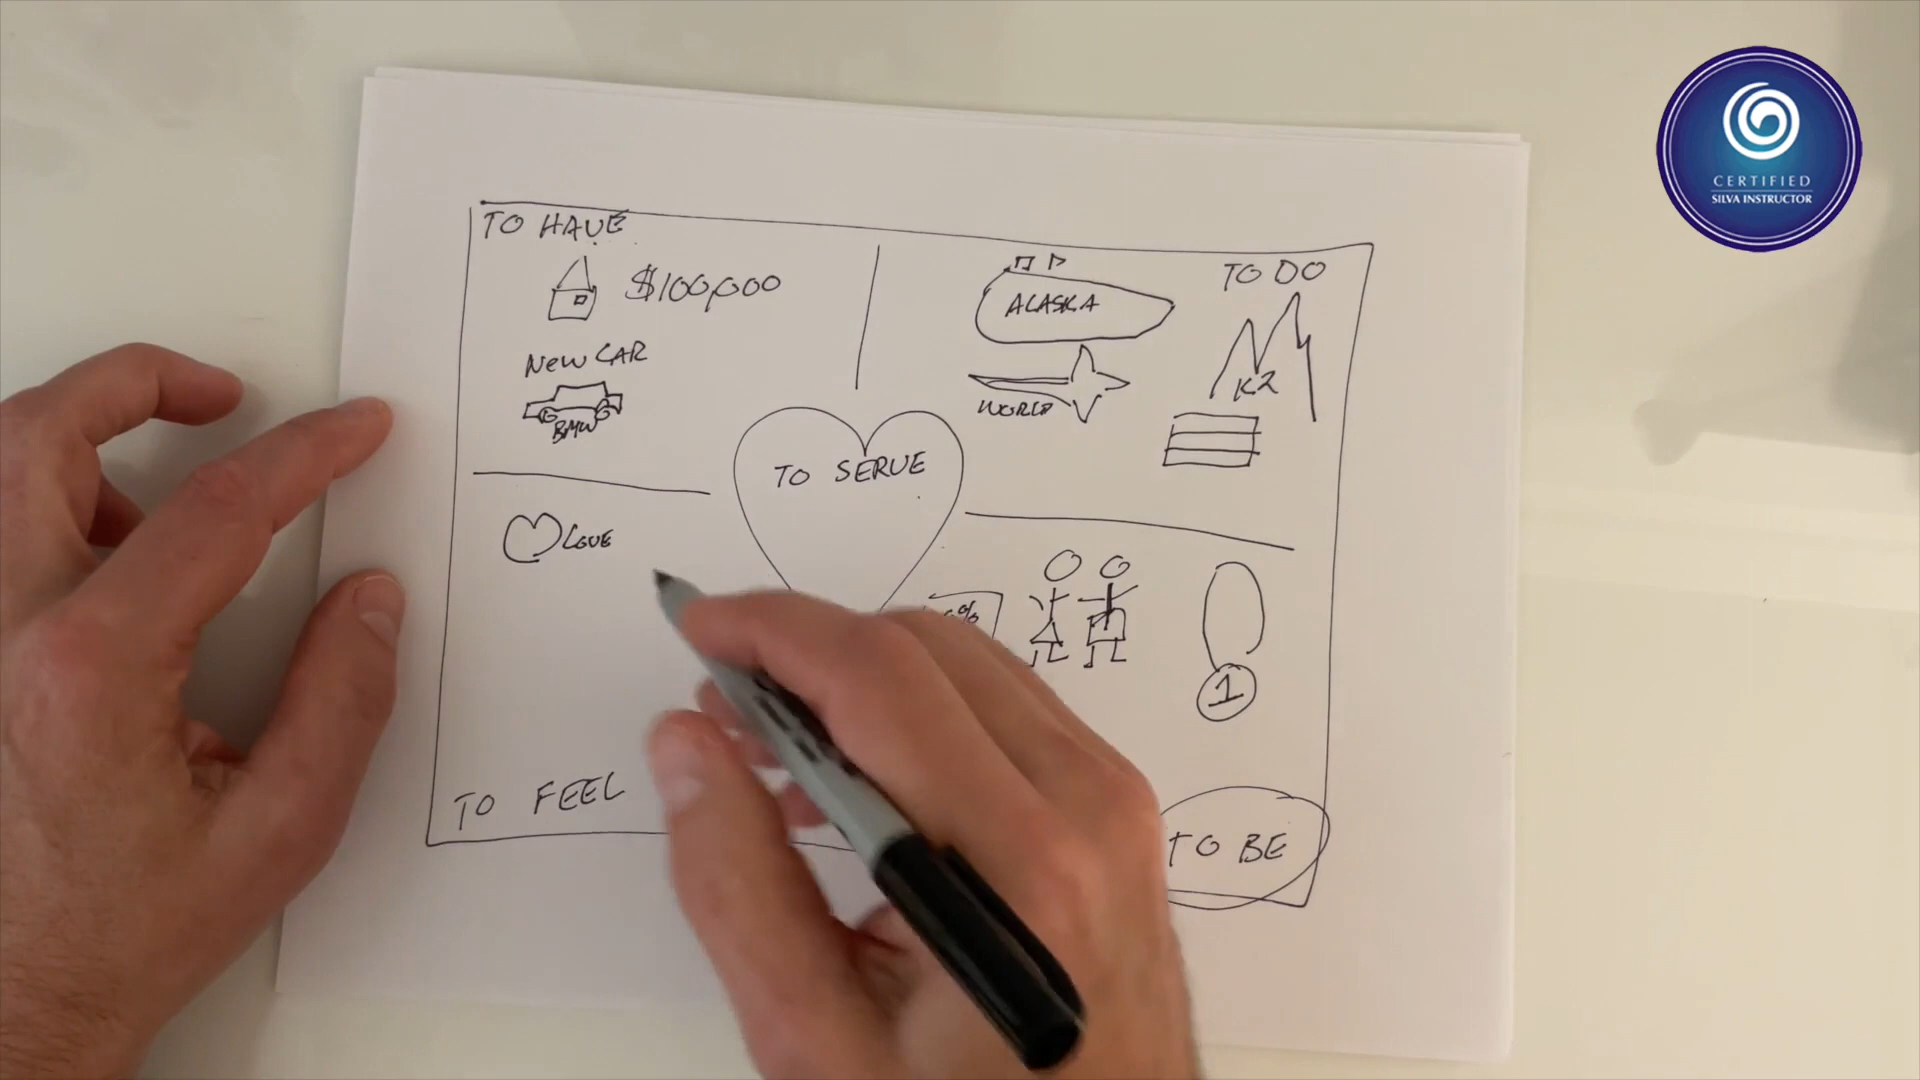 TO HAVE
$100,000
NEW CAR
BMW
ALASKA
TO DO
K2
WORLD
TO SERVE
LOVE
%
1
TO FEEL
TO BE
CERTIFIED
SILVA INSTRUCTOR